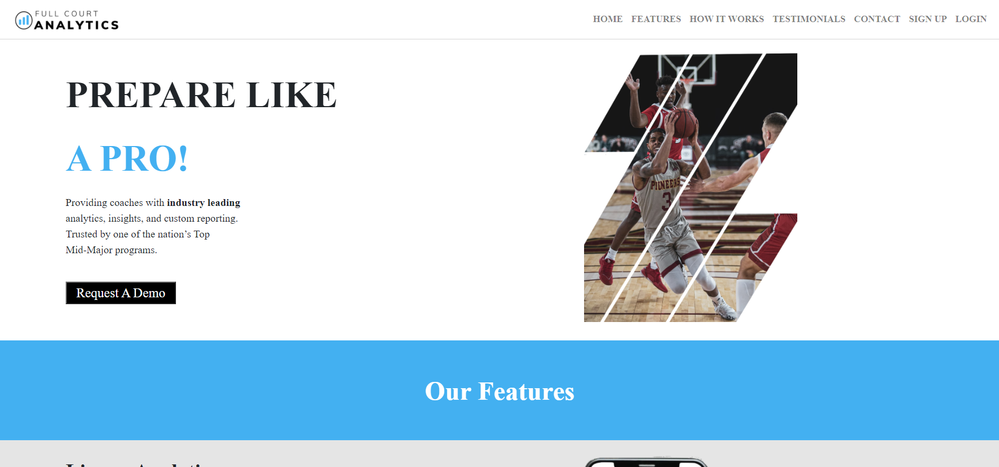 FULL COURT
ANALYTICS
HOME FEATURES HOW IT WORKS TESTIMONIALS CONTACT SIGN UP LOGIN
PREPARE LIKE
A PRO!
Providing coaches with industry leading
analytics, insights, and custom reporting.
Trusted by one of the nation’s Top
Mid-Major programs.
Request A Demo
PIONEERS
3
Our Features